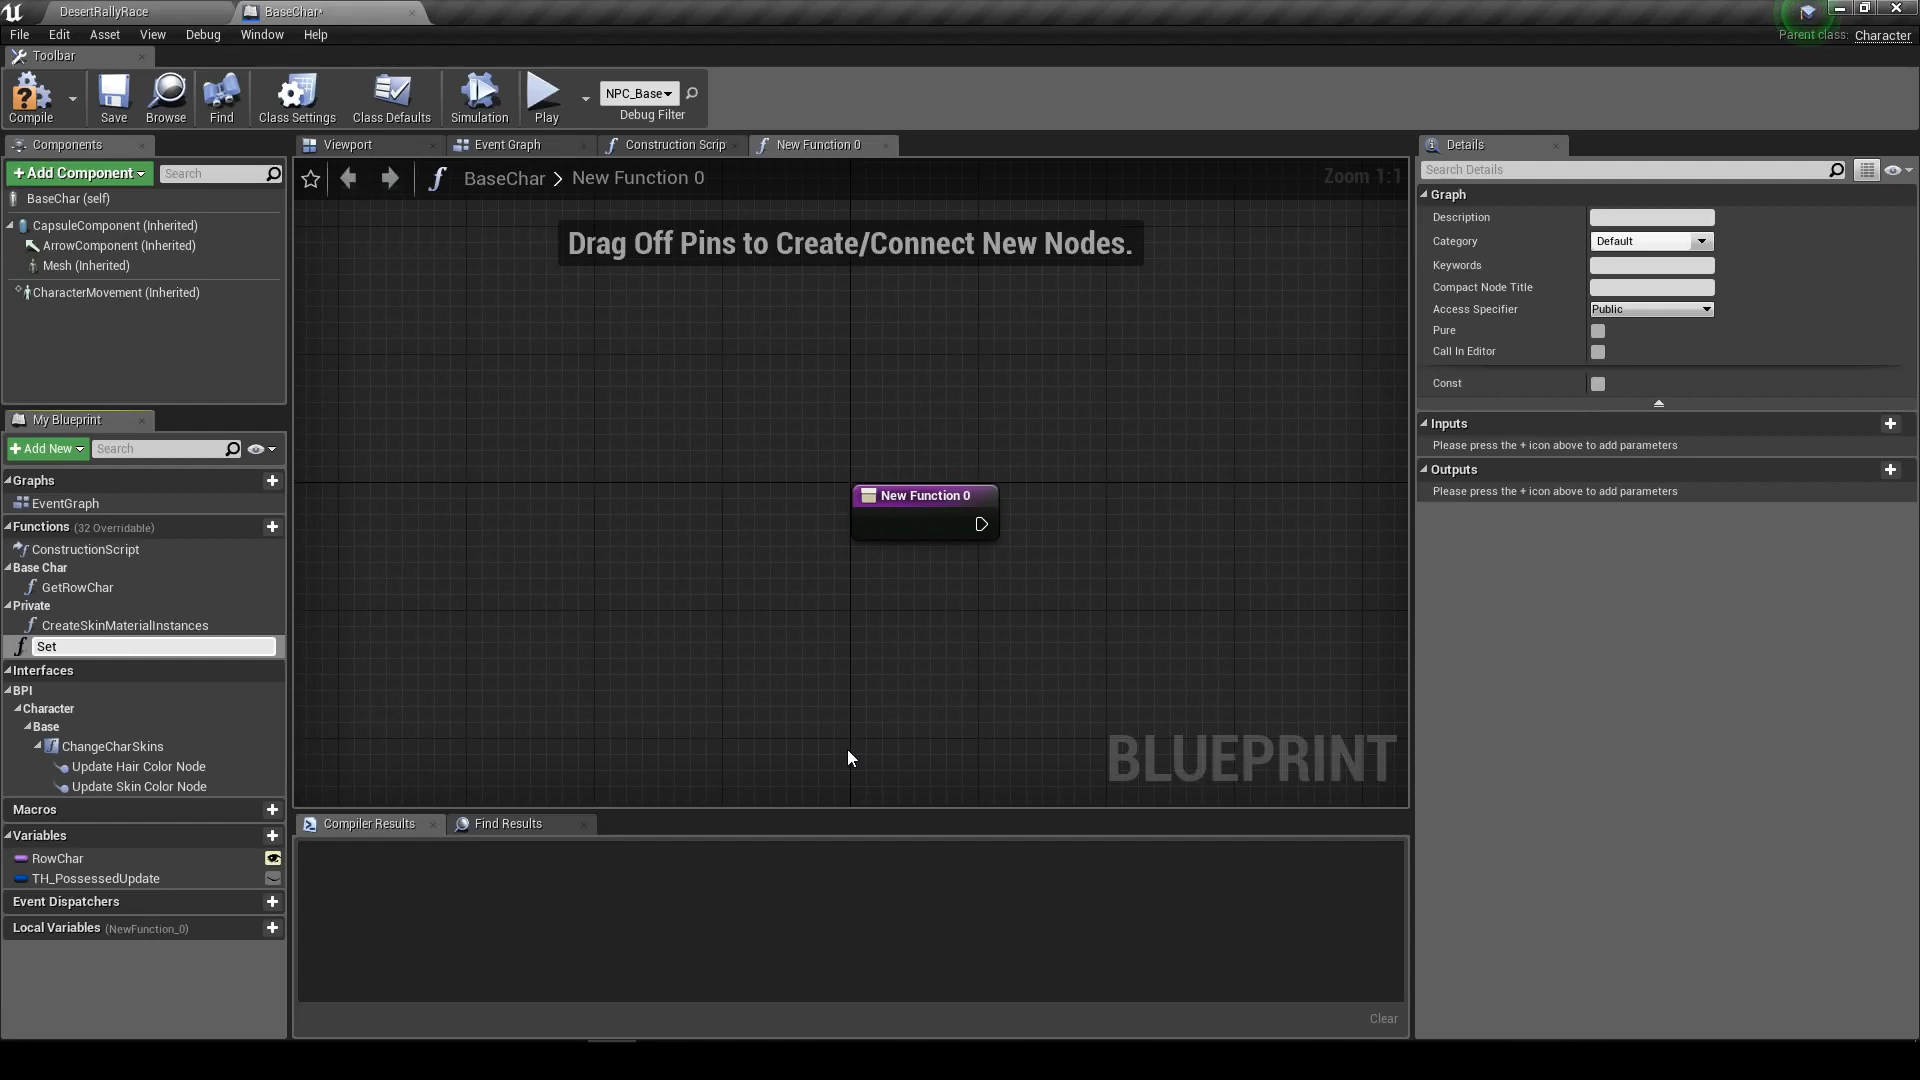 DesertRallyRace
BaseChar*
File
Edit
Asset
View
Debug
Window
Help
Parent class:
Character
Toolbar
Compile
Save
Browse
Find
Class Settings
Class Defaults
Simulation
Play
NPC_Base
Debug Filter
Components
+Add Component
Search
BaseChar (self)
CapsuleComponent (Inherited)
ArrowComponent (Inherited)
Mesh (Inherited)
CharacterMovement (Inherited)
My Blueprint
+Add New
Search
Graphs
EventGraph
Functions (32 Overridable)
ConstructionScript
Base Char
GetRowChar
Private
CreateSkinMaterialInstances
Set
Interfaces
BPI
Character
Base
ChangeCharSkins
Update Hair Color Node
Update Skin Color Node
Macros
Variables
RowChar
TH_PossessedUpdate
Event Dispatchers
Local Variables (NewFunction_0)
Viewport
Event Graph
Construction Scrip
New Function 0
BaseChar > New Function 0
Zoom 1:1
Drag Off Pins to Create/Connect New Nodes.
New Function 0
BLUEPRINT
Compiler Results
Find Results
Clear
Details
Search Details
Graph
Description
Category
Default
Keywords
Compact Node Title
Access Specifier
Public
Pure
Call In Editor
Const
Inputs
Please press the + icon above to add parameters
Outputs
Please press the + icon above to add parameters